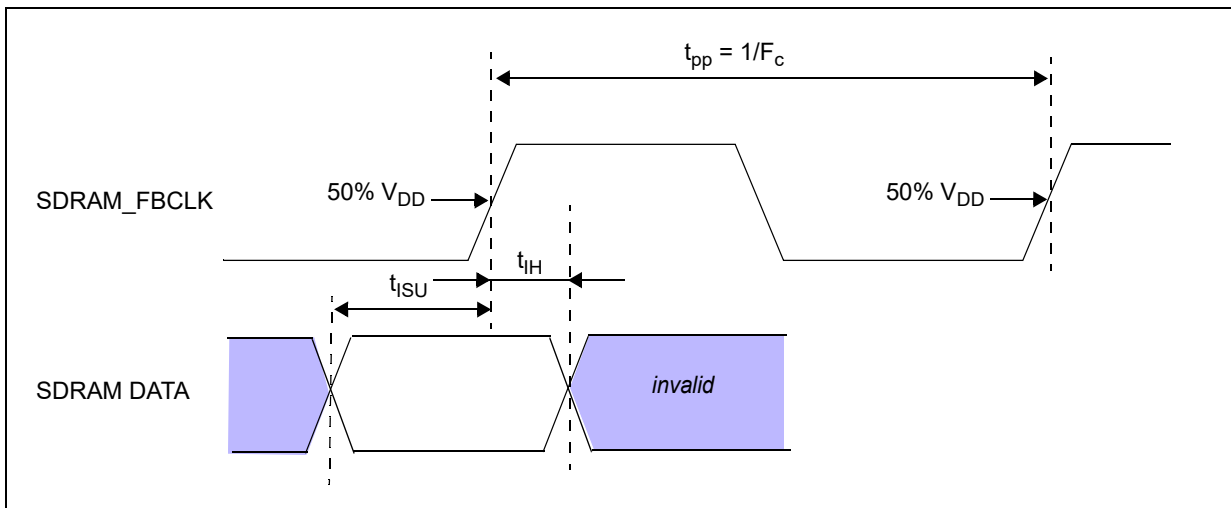 t_pp = 1/F_c
SDRAM_FBCLK
50% V_DD
50% V_DD
t_IH
t_ISU
SDRAM DATA
invalid